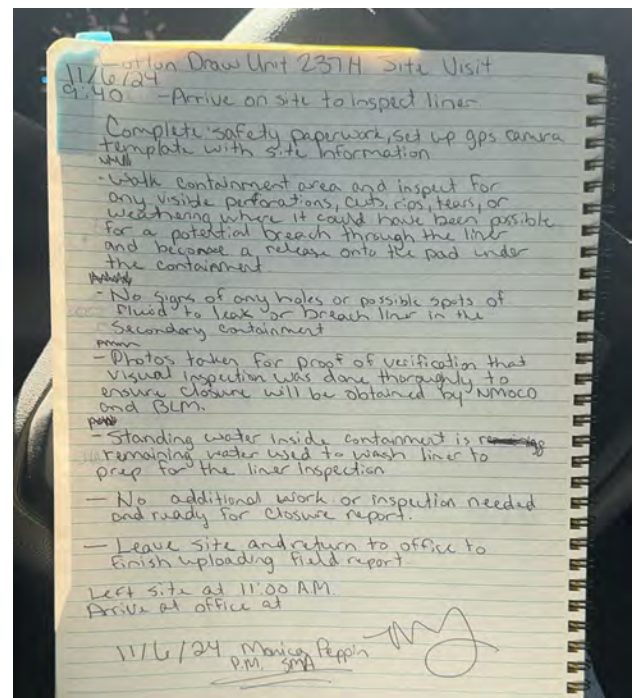 Cotton Draw Unit 237H Site Visit
11/6/24
9:40 - Arrive on site to inspect liner
Complete safety paperwork, set up gps camra
template with site information
- Walk containment area and inspect for
any visible perforations, cuts, rips, tears, or
weathering where it could have been possible
for a potential breach through the liner
and become a release onto the pad under
the containment
- No signs of any holes or possible spots of
fluid to leak or breach liner in the
Secondary containment
- Photos taken for proof of verification that
visual inspection was done thoroughly to
ensure closure will be obtained by NMOCD
and BLM.
- Standing water inside containment is
remaining water used to wash liner to
prep for the liner inspection
- No additional work or inspection needed
and ready for closure report.
- Leave site and return to office to
finish uploading field report
Left site at 11:00 A.M.
Arrive at office at
11/6/24 Monica Peppin
P.M. SMA